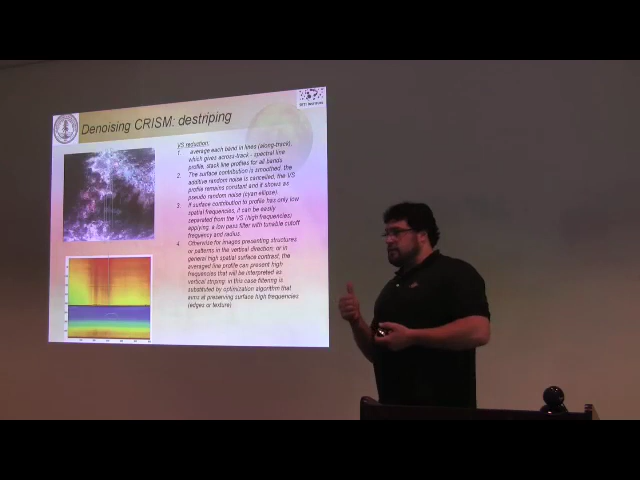 Denoising CRISM: destriping
SETI INSTITUTE
VS reduction:
1. average each band in lines (along-track),
which gives across-track - spectral line
profile, stack line profiles for all bands
2. The surface contribution is smoothed, the
additive random noise is cancelled, the VS
profile remains constant and it shows as
pseudo random noise (cyan ellipse).
3. If surface contribution to profile has only low
spatial frequencies, it can be easily
separated from the VS (high frequencies)
applying a low pass filter with tunable cutoff
frequency and radius.
4. Otherwise for images presenting structures
or patterns in the vertical direction, or in
general high spatial surface contrast, the
averaged line profile can present high
frequencies that will be interpreted as
vertical striping: in this case filtering is
substituted by optimization algorithm that
aims at preserving surface high frequencies
(edges or texture)